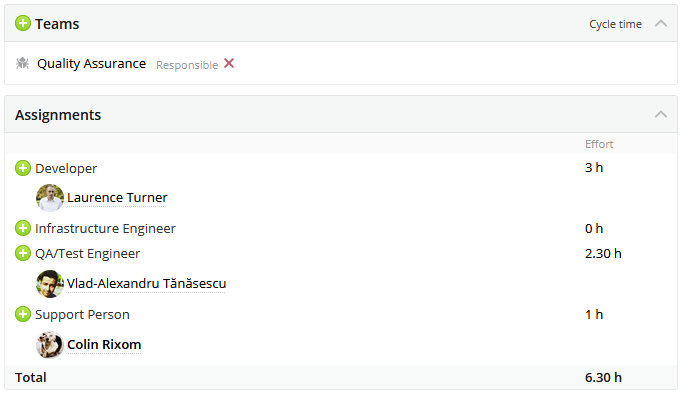 Teams Cycle time
Quality Assurance Responsible
Assignments
Effort
Developer 3 h
Laurence Turner
Infrastructure Engineer 0 h
QA/Test Engineer 2.30 h
Vlad-Alexandru Tănăsescu
Support Person 1 h
Colin Rixom
Total 6.30 h